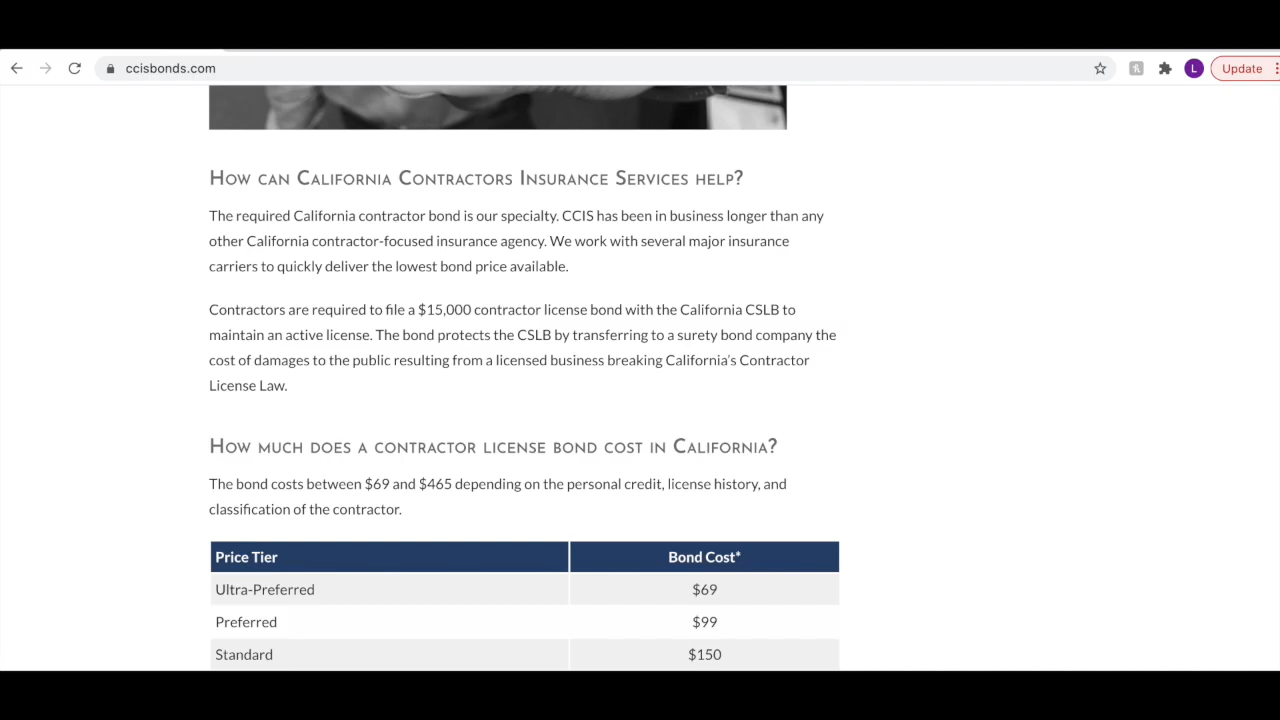 ccisbonds.com
L
Update
How can California Contractors Insurance Services help?
The required California contractor bond is our specialty. CCIS has been in business longer than any
other California contractor-focused insurance agency. We work with several major insurance
carriers to quickly deliver the lowest bond price available.
Contractors are required to file a $15,000 contractor license bond with the California CSLB to
maintain an active license. The bond protects the CSLB by transferring to a surety bond company the
cost of damages to the public resulting from a licensed business breaking California's Contractor
License Law.
How much does a contractor license bond cost in California?
The bond costs between $69 and $465 depending on the personal credit, license history, and
classification of the contractor.
Price Tier Bond Cost*
Ultra-Preferred $69
Preferred $99
Standard $150